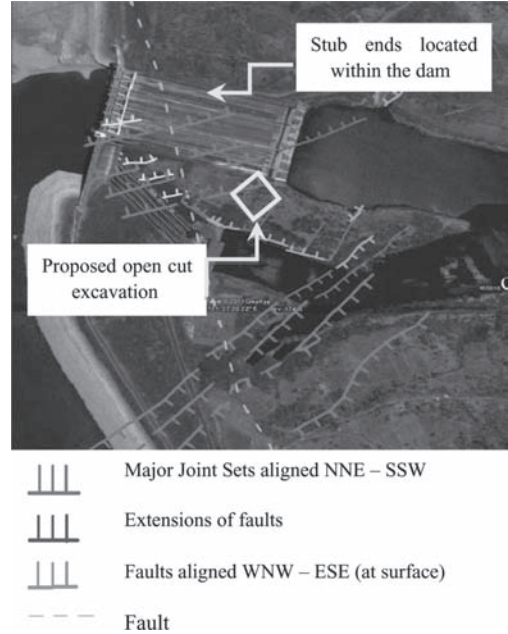 Stub ends located
within the dam
Proposed open cut
excavation
Major Joint Sets aligned NNE – SSW
Extensions of faults
Faults aligned WNW – ESE (at surface)
Fault